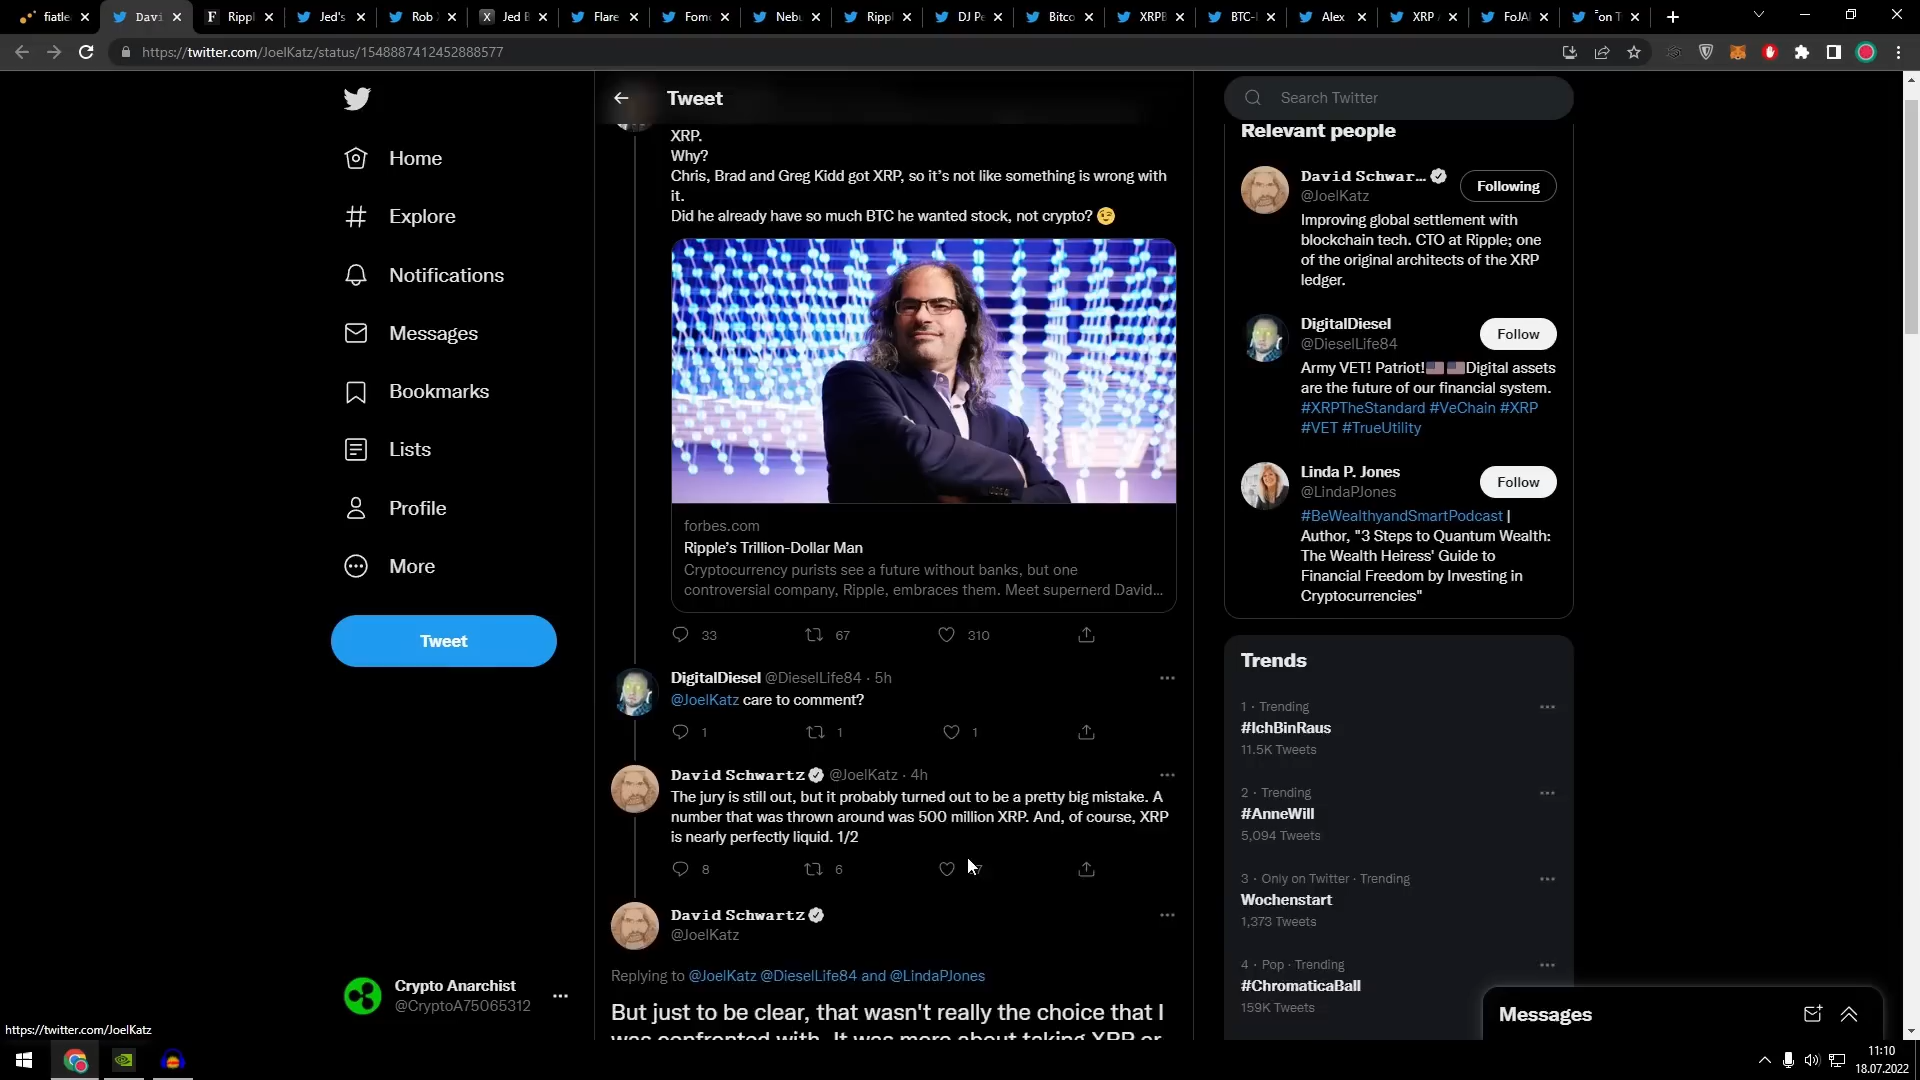 fiatle
Davi
Rippl
Jed's
Rob
Jed B
Flare
Fomo
Nebu
Rippl
DJ Pe
Bitco
XRPE
BTC-
Alex
XRP
FoJA
"on T
https://twitter.com/JoelKatz/status/1548887412452888577
Tweet
Search Twitter
Home
Explore
Notifications
Messages
Bookmarks
Lists
Profile
More
Tweet
Crypto Anarchist
@CryptoA75065312
XRP.
Why?
Chris, Brad and Greg Kidd got XRP, so it's not like something is wrong with
it.
Did he already have so much BTC he wanted stock, not crypto? 😉
forbes.com
Ripple's Trillion-Dollar Man
Cryptocurrency purists see a future without banks, but one
controversial company, Ripple, embraces them. Meet supernerd David...
33 67 310
DigitalDiesel @DieselLife84 · 5h
@JoelKatz care to comment?
1 1 1
David Schwartz @JoelKatz · 4h
The jury is still out, but it probably turned out to be a pretty big mistake. A
number that was thrown around was 500 million XRP. And, of course, XRP
is nearly perfectly liquid. 1/2
8 6
David Schwartz
@JoelKatz
Replying to @JoelKatz @DieselLife84 and @LindaPJones
But just to be clear, that wasn't really the choice that I
was confronted with. It was more about taking XRP or
Relevant people
David Schwar...
Following
@JoelKatz
Improving global settlement with
blockchain tech. CTO at Ripple; one
of the original architects of the XRP
ledger.
DigitalDiesel
Follow
@DieselLife84
Army VET! Patriot!🇺🇸 🇺🇸Digital assets
are the future of our financial system.
#XRPTheStandard #VeChain #XRP
#VET #TrueUtility
Linda P. Jones
Follow
@LindaPJones
#BeWealthyandSmartPodcast |
Author, "3 Steps to Quantum Wealth:
The Wealth Heiress' Guide to
Financial Freedom by Investing in
Cryptocurrencies"
Trends
1 · Trending
#IchBinRaus
11.5K Tweets
2 · Trending
#AnneWill
5,094 Tweets
3 · Only on Twitter · Trending
Wochenstart
1,373 Tweets
4 · Pop · Trending
#ChromaticaBall
159K Tweets
Messages
https://twitter.com/JoelKatz
11:10
18.07.2022